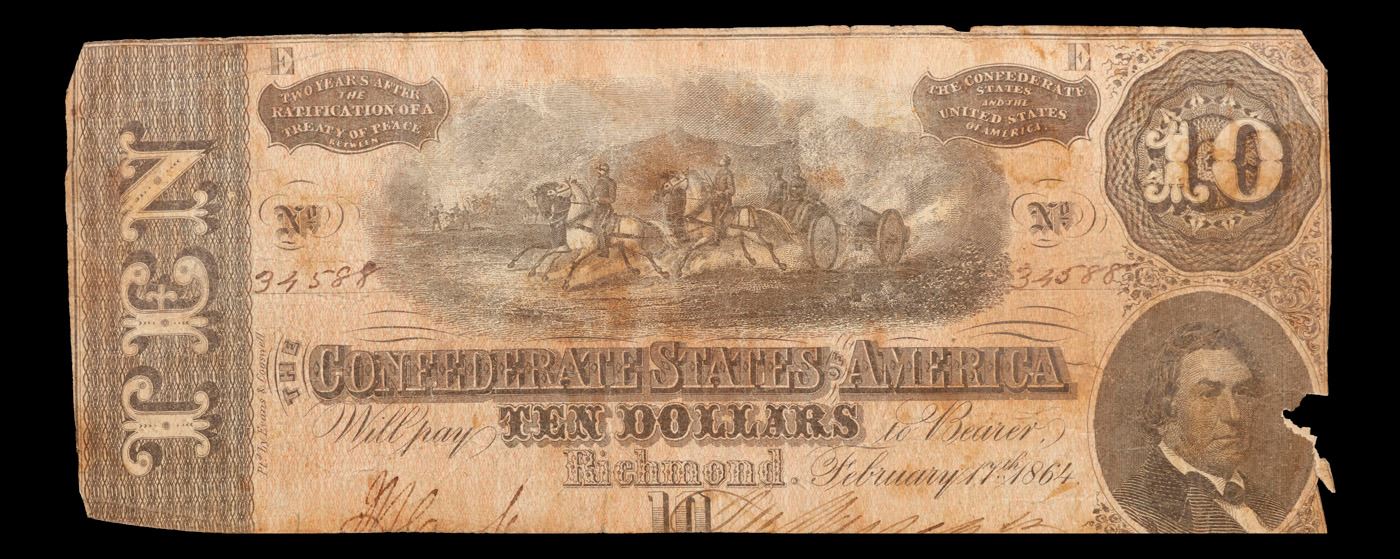 E
E
TWO YEARS AFTER
THE
RATIFICATION OF A
TREATY OF PEACE
BETWEEN
THE CONFEDERATE
STATES
AND THE
UNITED STATES
OF AMERICA.
10
TEN
No
No
34588
34588
THE CONFEDERATE STATES OF AMERICA
Will pay TEN DOLLARS to Bearer.
Richmond. February 17th 1864.
10